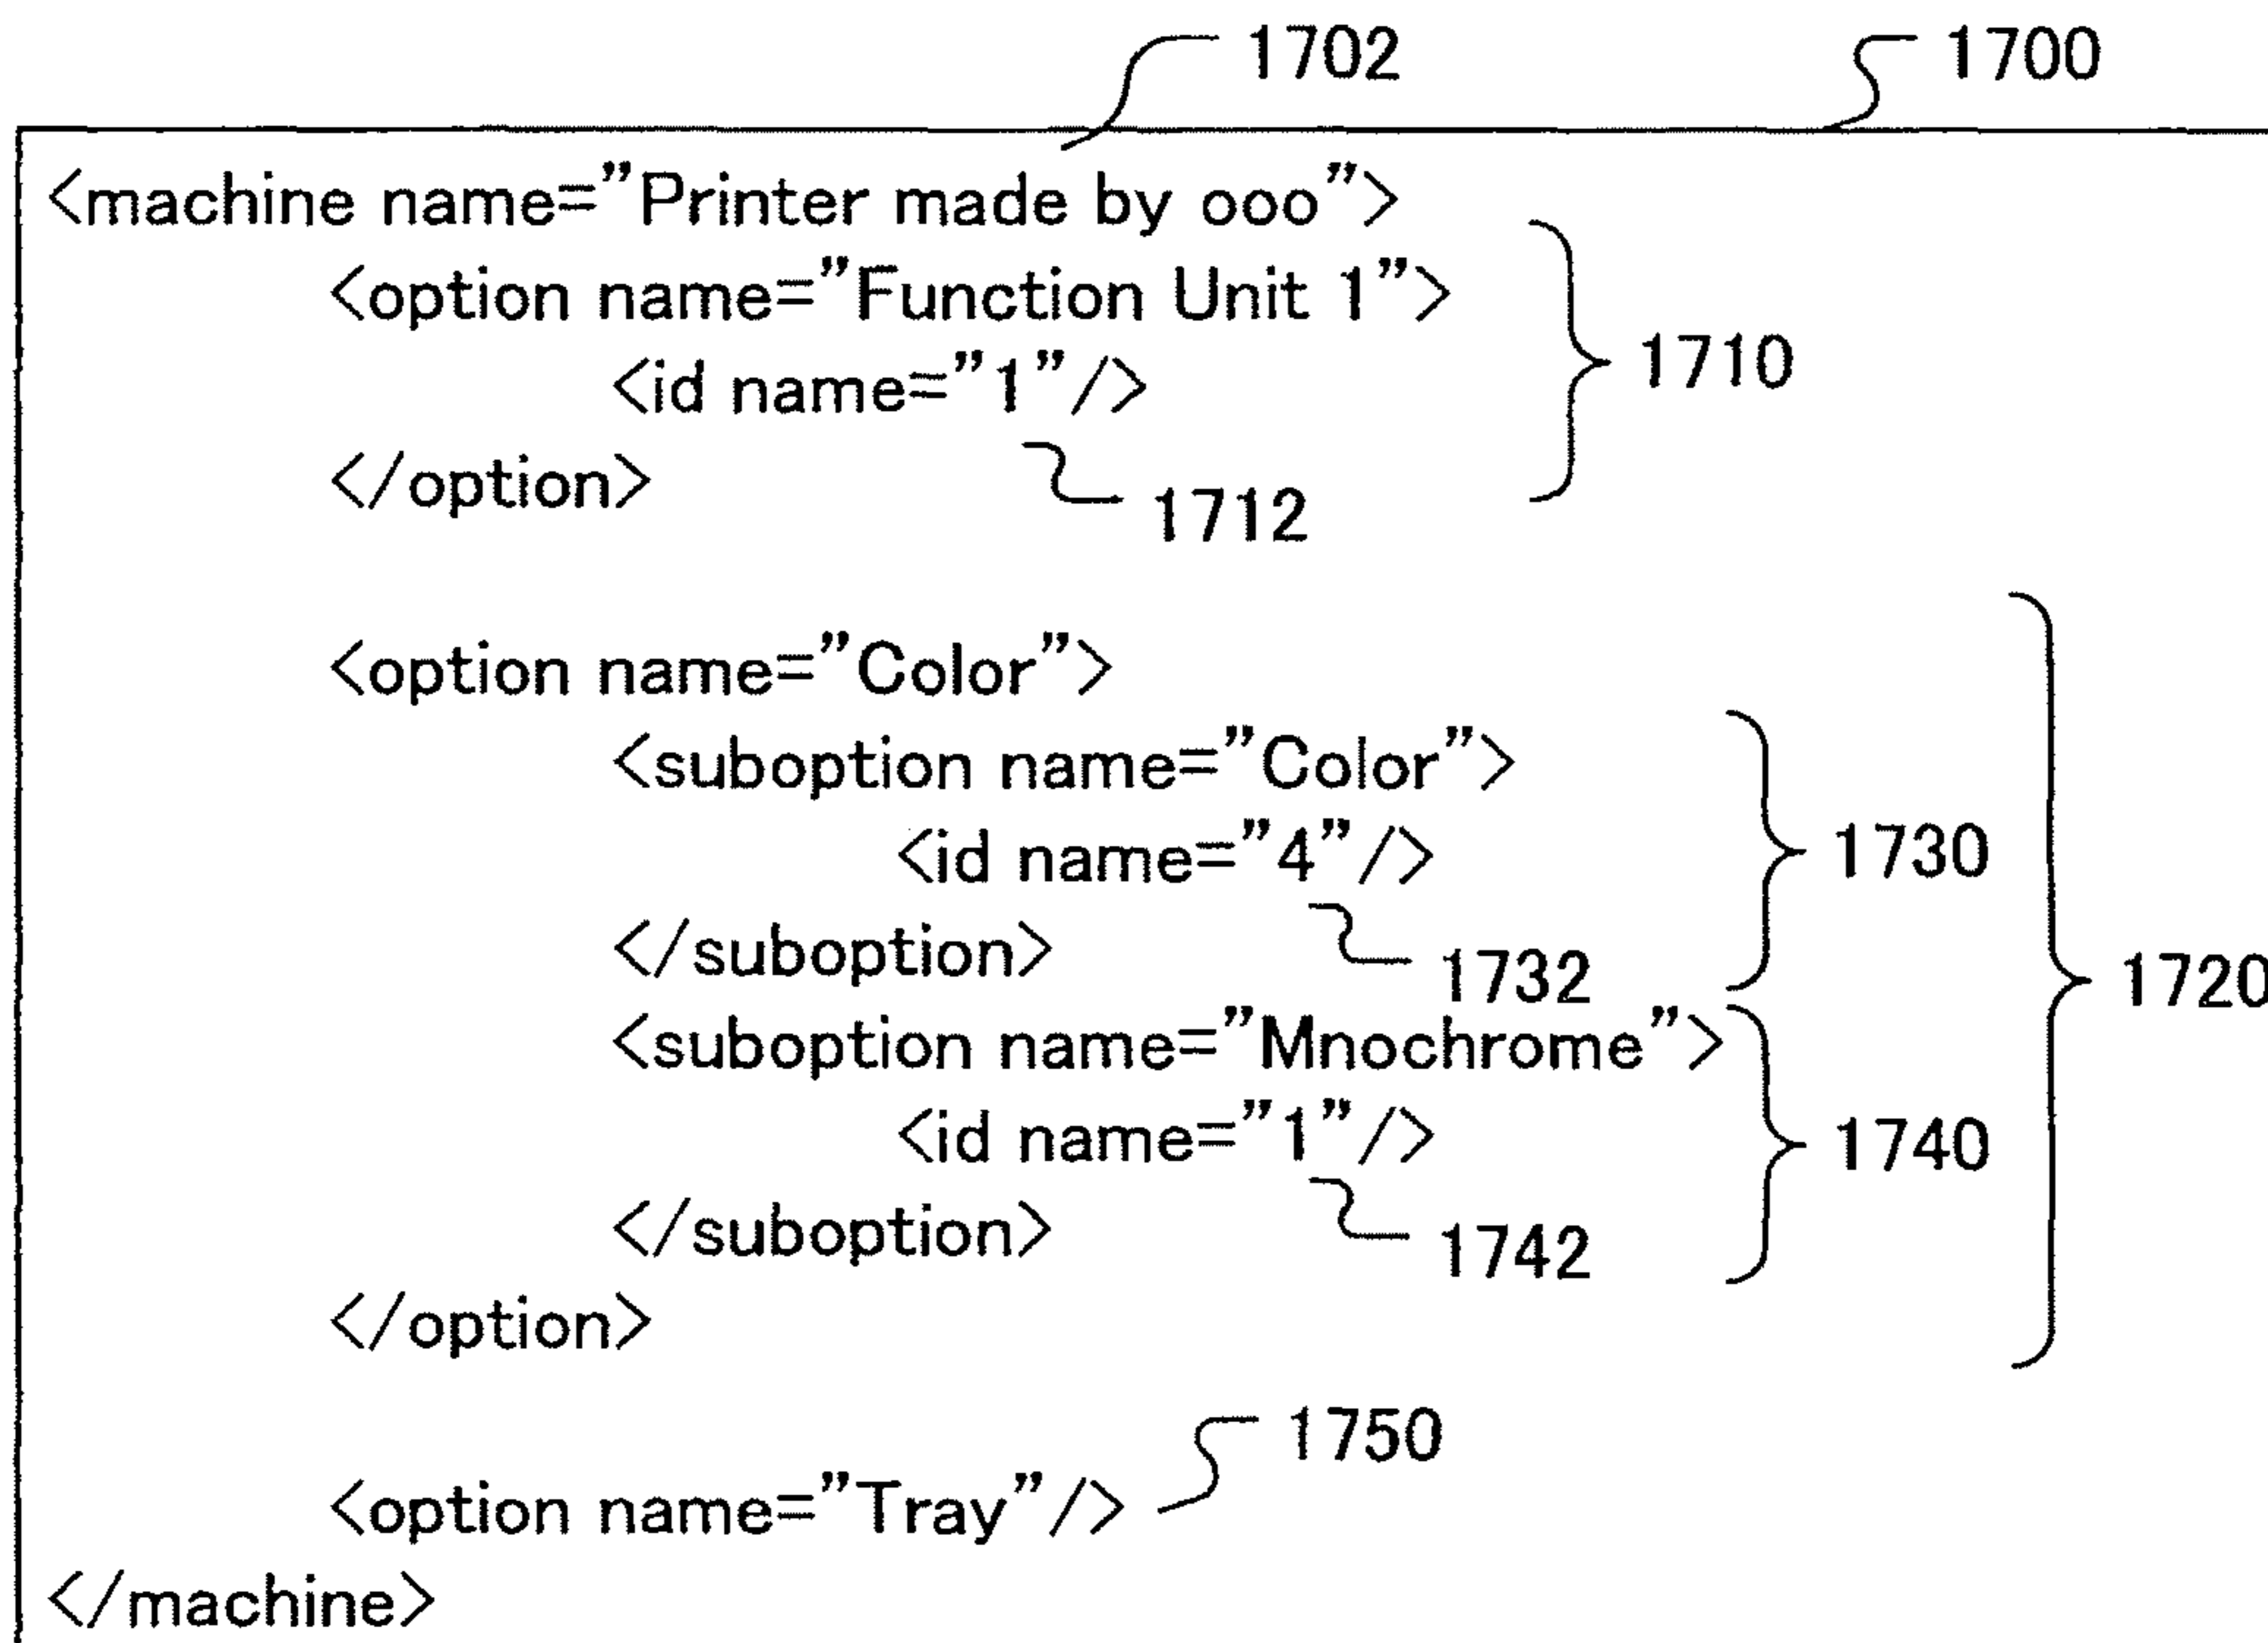 1702
1700
<machine name="Printer made by ooo">
<option name="Function Unit 1">
<id name="1"/>
1710
</option>
1712
<option name="Color">
<suboption name="Color">
<id name="4"/>
1730
</suboption>
1732
1720
<suboption name="Mnochrome">
<id name="1"/>
1740
</suboption>
1742
</option>
1750
<option name="Tray"/>
</machine>